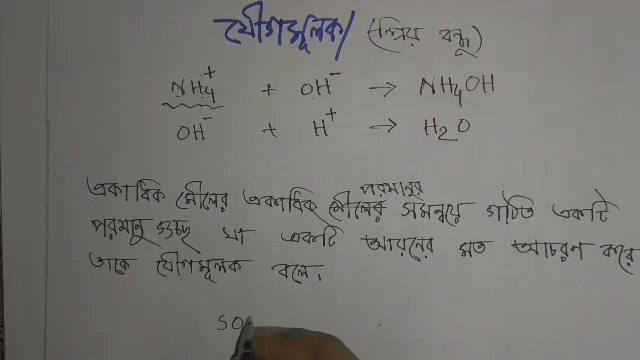 যৌগমূলক/ (প্রিয় বন্ধু)
NH₄⁺ + OH⁻ → NH₄OH
OH⁻ + H⁺ → H₂O
পরমানুর
একাধিক মৌলের একাধিক মৌলের সমন্বয়ে গঠিত একটি
পরমানু গুচ্ছ যা একটি আয়নের মত আচরণ করে
তাকে যৌগমূলক বলে।
SO